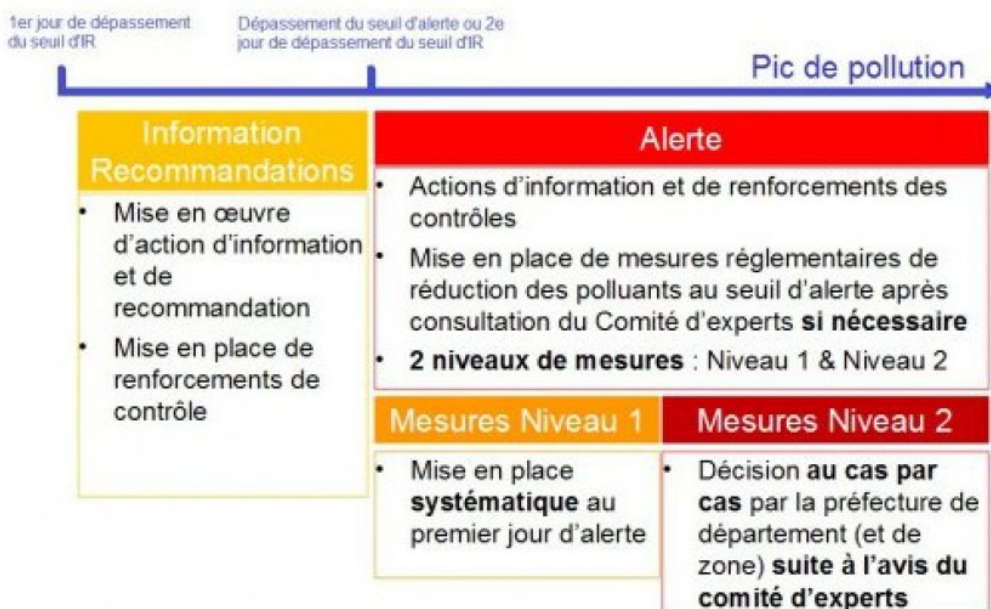 1er jour de dépassement
du seuil d'IR
Dépassement du seuil d'alerte ou 2e
jour de dépassement du seuil d'IR
Pic de pollution
Information
Recommandations
• Mise en œuvre
d'action d'information
et de
recommandation
• Mise en place de
renforcements de
contrôle
Alerte
• Actions d'information et de renforcements des
contrôles
• Mise en place de mesures réglementaires de
réduction des polluants au seuil d'alerte après
consultation du Comité d'experts si nécessaire
• 2 niveaux de mesures : Niveau 1 & Niveau 2
Mesures Niveau 1
• Mise en place
systématique au
premier jour d'alerte
Mesures Niveau 2
• Décision au cas par
cas par la préfecture de
département (et de
zone) suite à l'avis du
comité d'experts